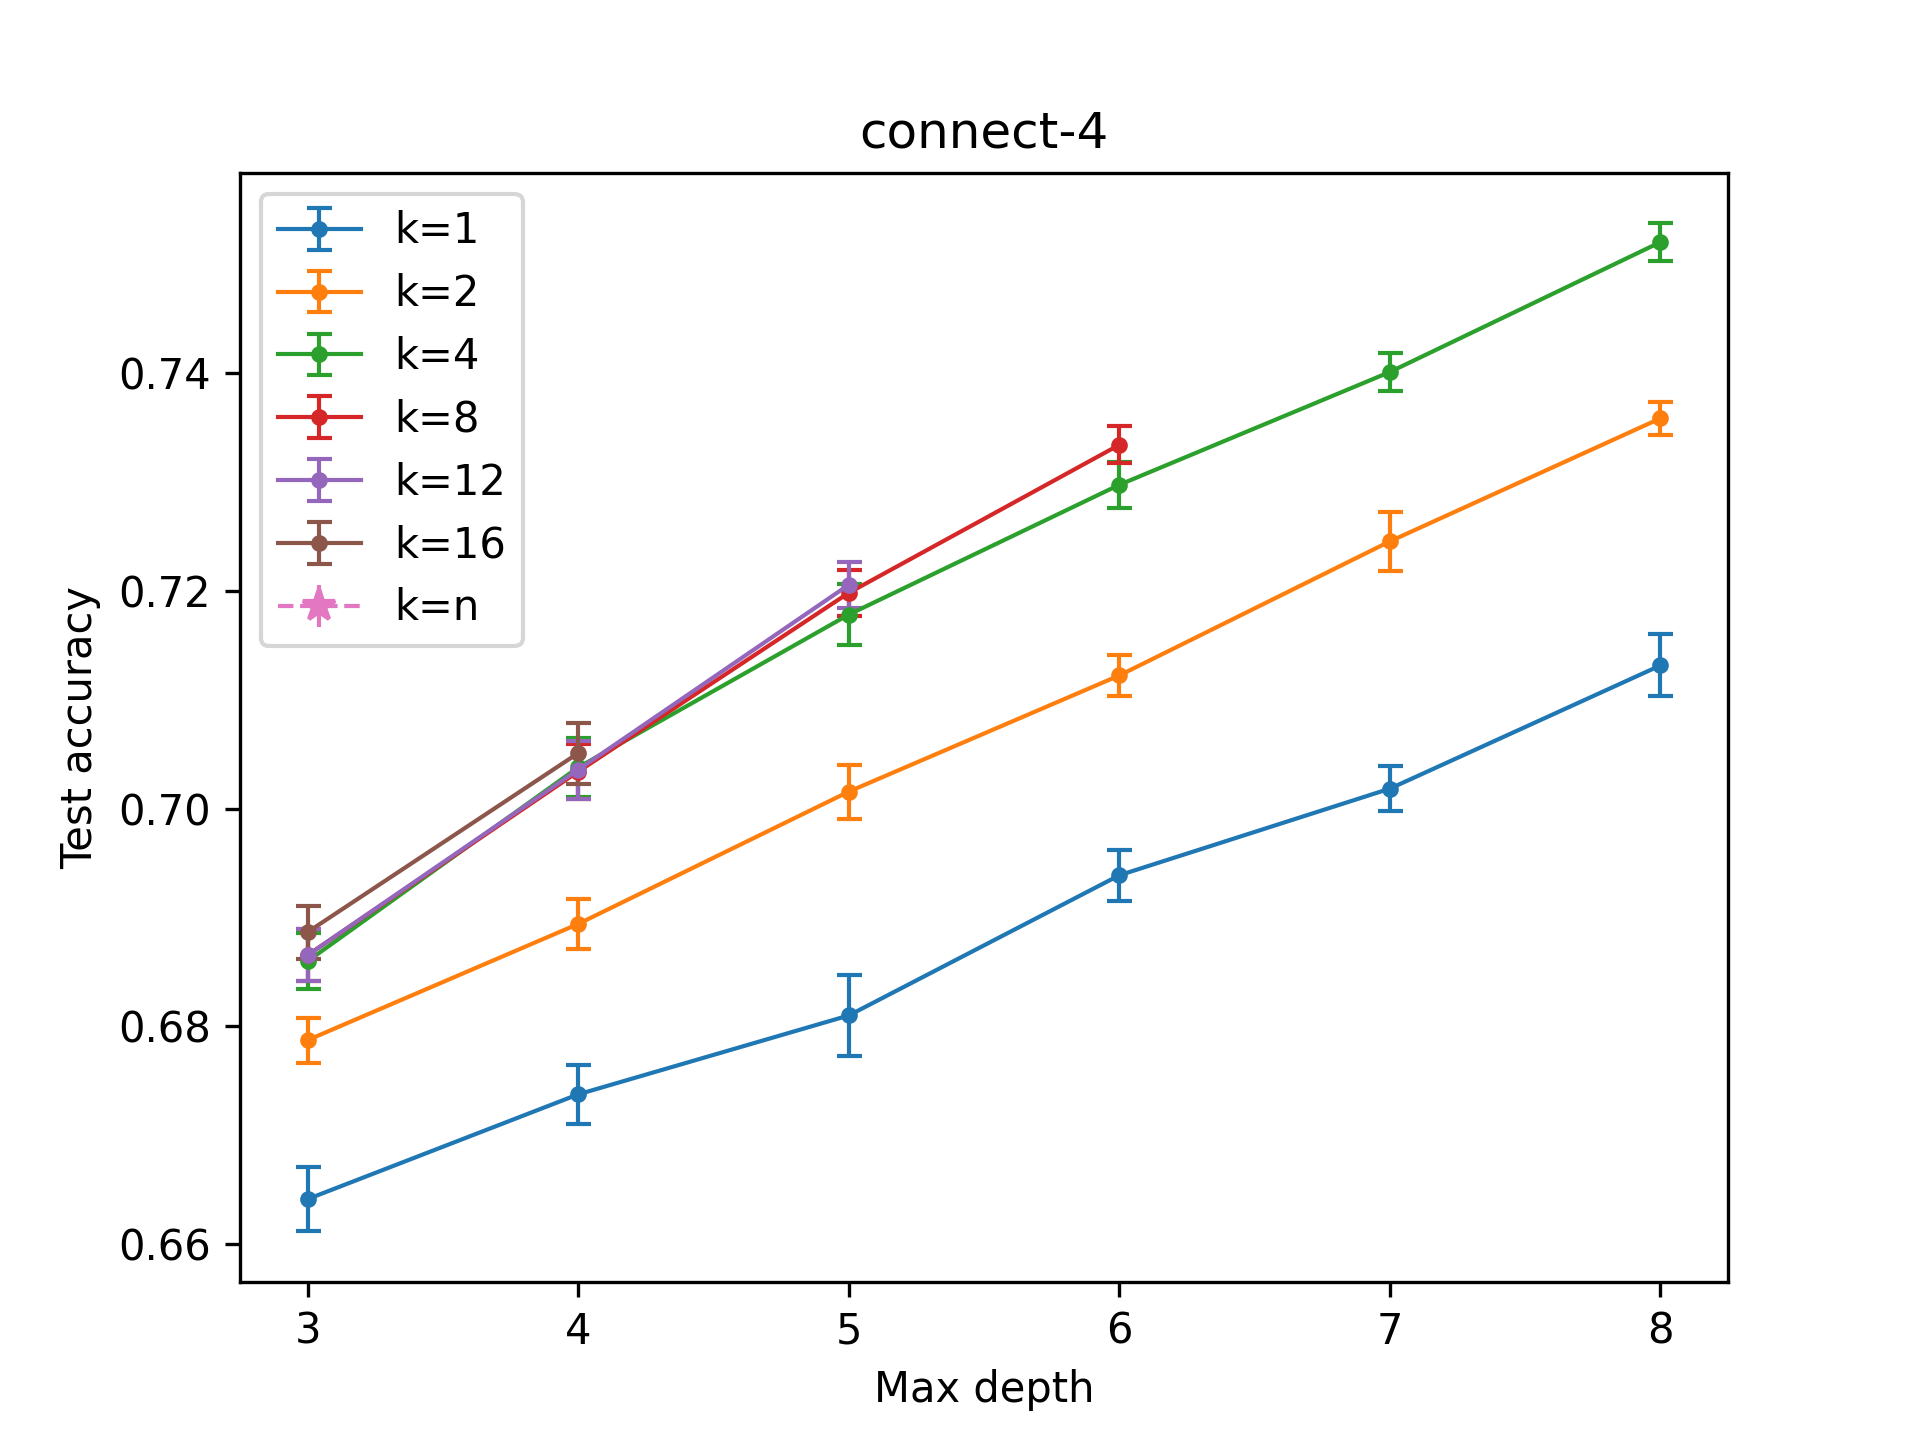 connect-4
k=1
k=2
k=4
k=8
k=12
k=16
k=n
Test accuracy
0.74
0.72
0.70
0.68
0.66
3 4 5 6 7 8
Max depth